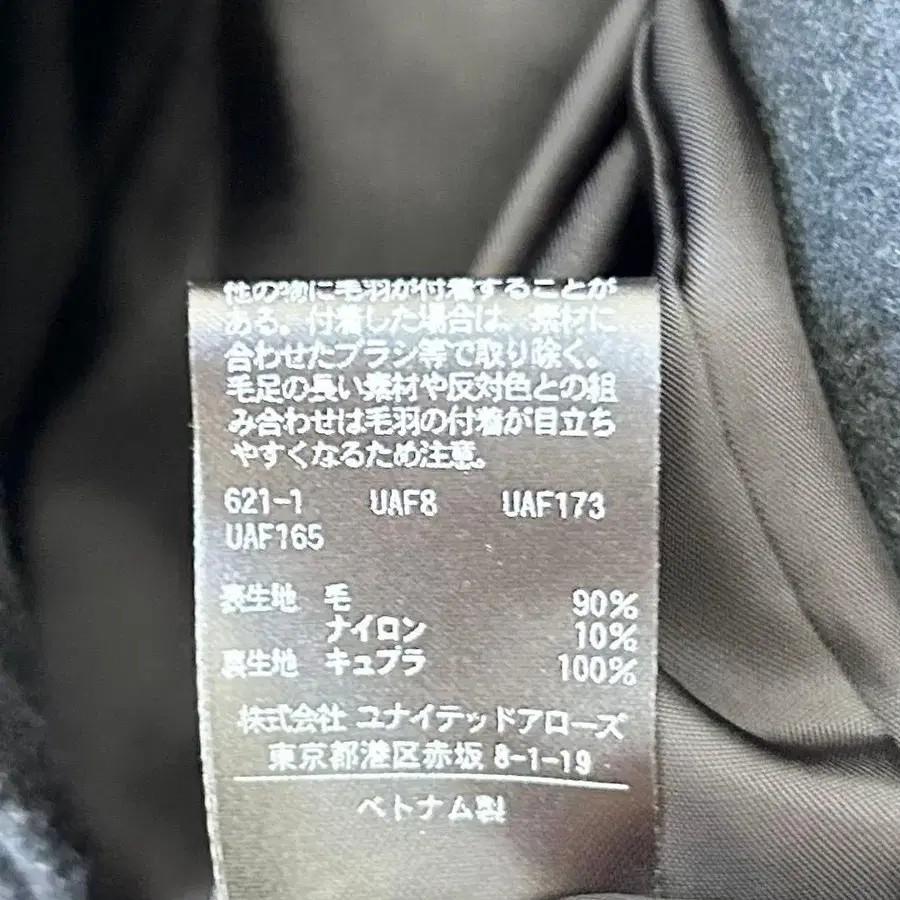 他の物に毛羽が付着することが
ある。付着した場合は、素材に
合わせたブラシ等で取り除く。
毛足の長い素材や反対色との組
み合わせは毛羽の付着が目立ち
やすくなるため注意。
621-1 UAF8 UAF173
UAF165
表生地 毛 90%
ナイロン 10%
裏生地 キュプラ 100%
株式会社 ユナイテッドアローズ
東京都港区赤坂 8-1-19
ベトナム製